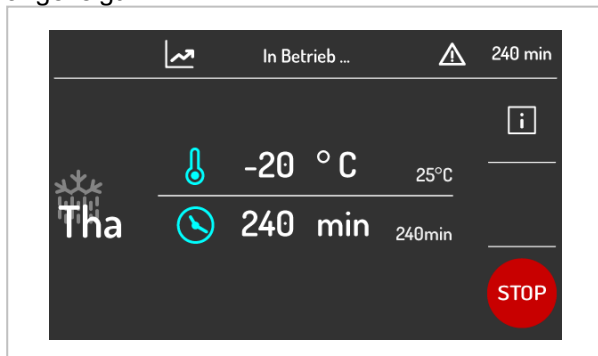 In Betrieb ... 240 min
i
-20 °C 25°C
Tha
240 min 240min
STOP